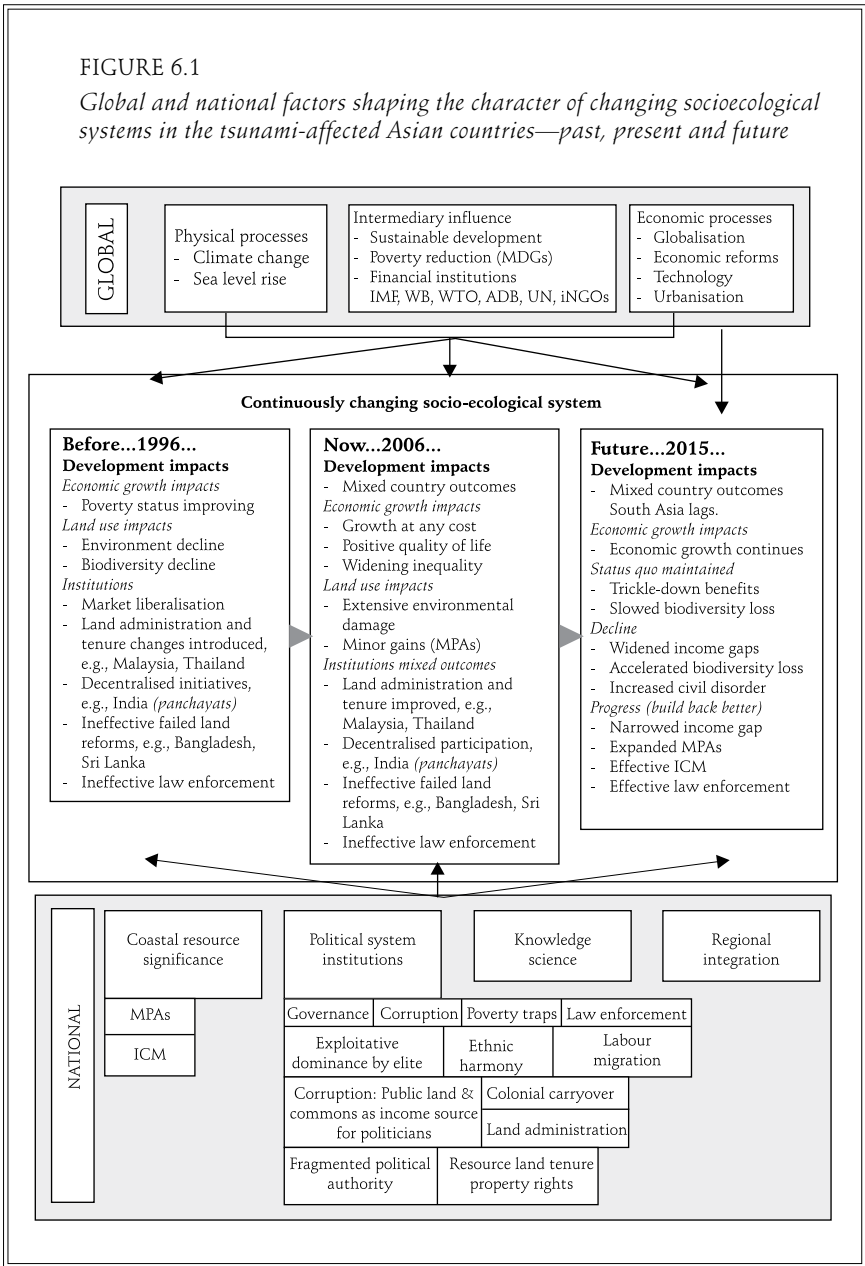 FIGURE 6.1
Global and national factors shaping the character of changing socioecological
systems in the tsunami-affected Asian countries—past, present and future
GLOBAL
Physical processes
- Climate change
- Sea level rise
Intermediary influence
- Sustainable development
- Poverty reduction (MDGs)
- Financial institutions
IMF, WB, WTO, ADB, UN, iNGOs
Economic processes
- Globalisation
- Economic reforms
- Technology
- Urbanisation
Continuously changing socio-ecological system
Before...1996...
Development impacts
Economic growth impacts
- Poverty status improving
Land use impacts
- Environment decline
- Biodiversity decline
Institutions
- Market liberalisation
- Land administration and
tenure changes introduced,
e.g., Malaysia, Thailand
- Decentralised initiatives,
e.g., India (panchayats)
- Ineffective failed land
reforms, e.g., Bangladesh,
Sri Lanka
- Ineffective law enforcement
Now...2006...
Development impacts
- Mixed country outcomes
Economic growth impacts
- Growth at any cost
- Positive quality of life
- Widening inequality
Land use impacts
- Extensive environmental
damage
- Minor gains (MPAs)
Institutions mixed outcomes
- Land administration and
tenure improved, e.g.,
Malaysia, Thailand
- Decentralised participation,
e.g., India (panchayats)
- Ineffective failed land
reforms, e.g., Bangladesh, Sri
Lanka
- Ineffective law enforcement
Future...2015...
Development impacts
- Mixed country outcomes
South Asia lags.
Economic growth impacts
- Economic growth continues
Status quo maintained
- Trickle-down benefits
- Slowed biodiversity loss
Decline
- Widened income gaps
- Accelerated biodiversity loss
- Increased civil disorder
Progress (build back better)
- Narrowed income gap
- Expanded MPAs
- Effective ICM
- Effective law enforcement
NATIONAL
Coastal resource
significance
MPAs
ICM
Political system
institutions
Knowledge
science
Regional
integration
Governance
Corruption
Poverty traps
Law enforcement
Exploitative
dominance by elite
Ethnic
harmony
Labour
migration
Corruption: Public land &
commons as income source
for politicians
Colonial carryover
Land administration
Fragmented political
authority
Resource land tenure
property rights